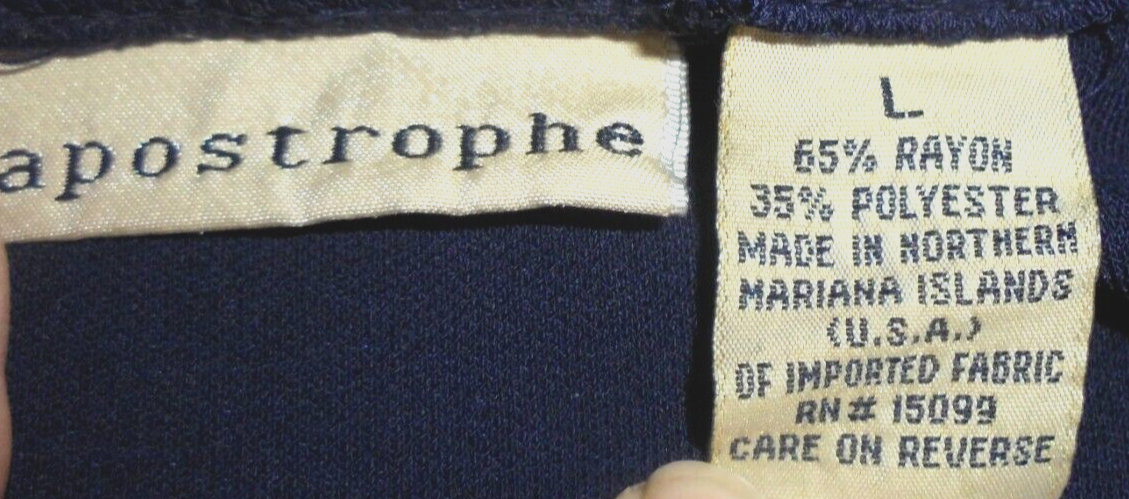 apostrophe
L
65% RAYON
35% POLYESTER
MADE IN NORTHERN
MARIANA ISLANDS
(U.S.A.)
OF IMPORTED FABRIC
RN# 15099
CARE ON REVERSE